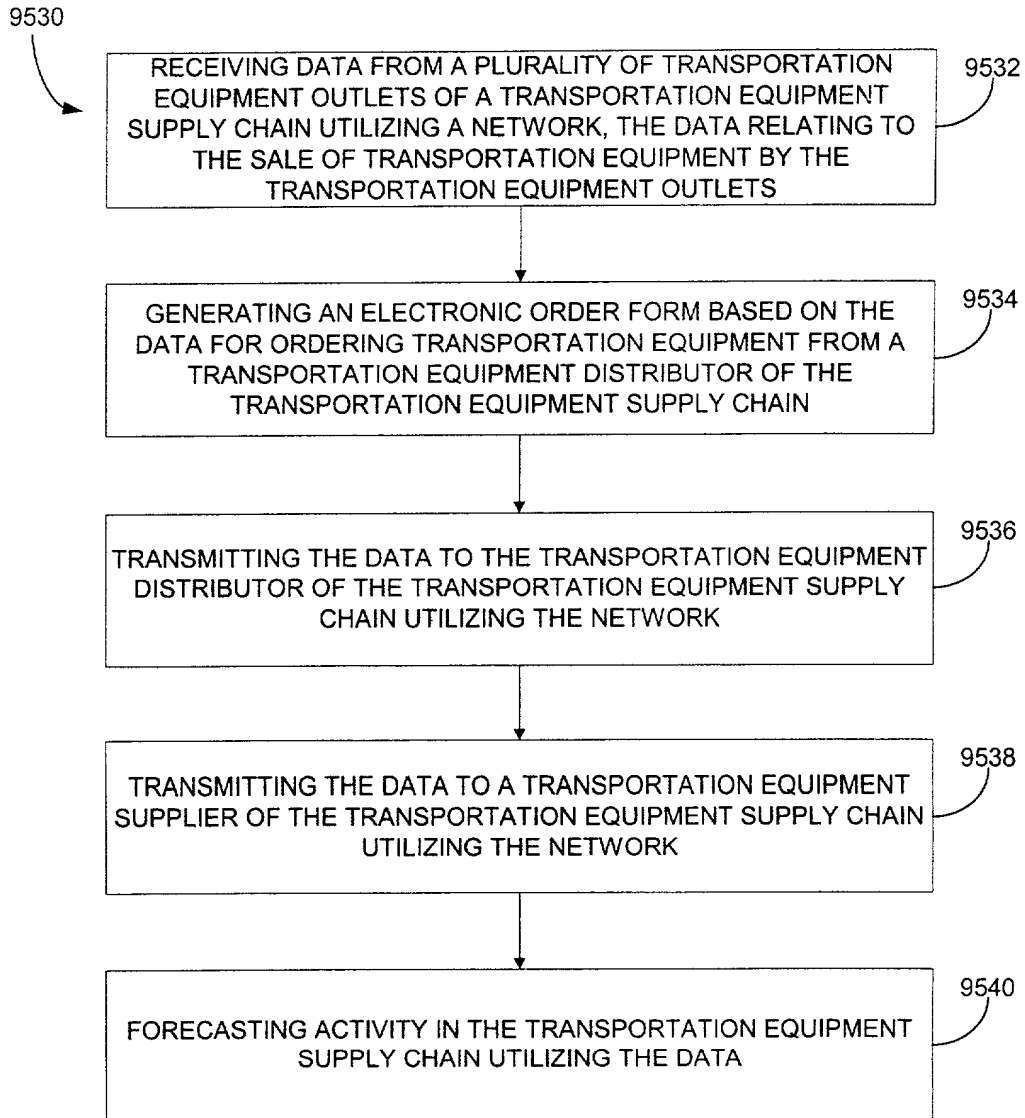 9530
RECEIVING DATA FROM A PLURALITY OF TRANSPORTATION
EQUIPMENT OUTLETS OF A TRANSPORTATION EQUIPMENT
SUPPLY CHAIN UTILIZING A NETWORK, THE DATA RELATING TO
THE SALE OF TRANSPORTATION EQUIPMENT BY THE
TRANSPORTATION EQUIPMENT OUTLETS
9532
GENERATING AN ELECTRONIC ORDER FORM BASED ON THE
DATA FOR ORDERING TRANSPORTATION EQUIPMENT FROM A
TRANSPORTATION EQUIPMENT DISTRIBUTOR OF THE
TRANSPORTATION EQUIPMENT SUPPLY CHAIN
9534
TRANSMITTING THE DATA TO THE TRANSPORTATION EQUIPMENT
DISTRIBUTOR OF THE TRANSPORTATION EQUIPMENT SUPPLY
CHAIN UTILIZING THE NETWORK
9536
TRANSMITTING THE DATA TO A TRANSPORTATION EQUIPMENT
SUPPLIER OF THE TRANSPORTATION EQUIPMENT SUPPLY CHAIN
UTILIZING THE NETWORK
9538
FORECASTING ACTIVITY IN THE TRANSPORTATION EQUIPMENT
SUPPLY CHAIN UTILIZING THE DATA
9540